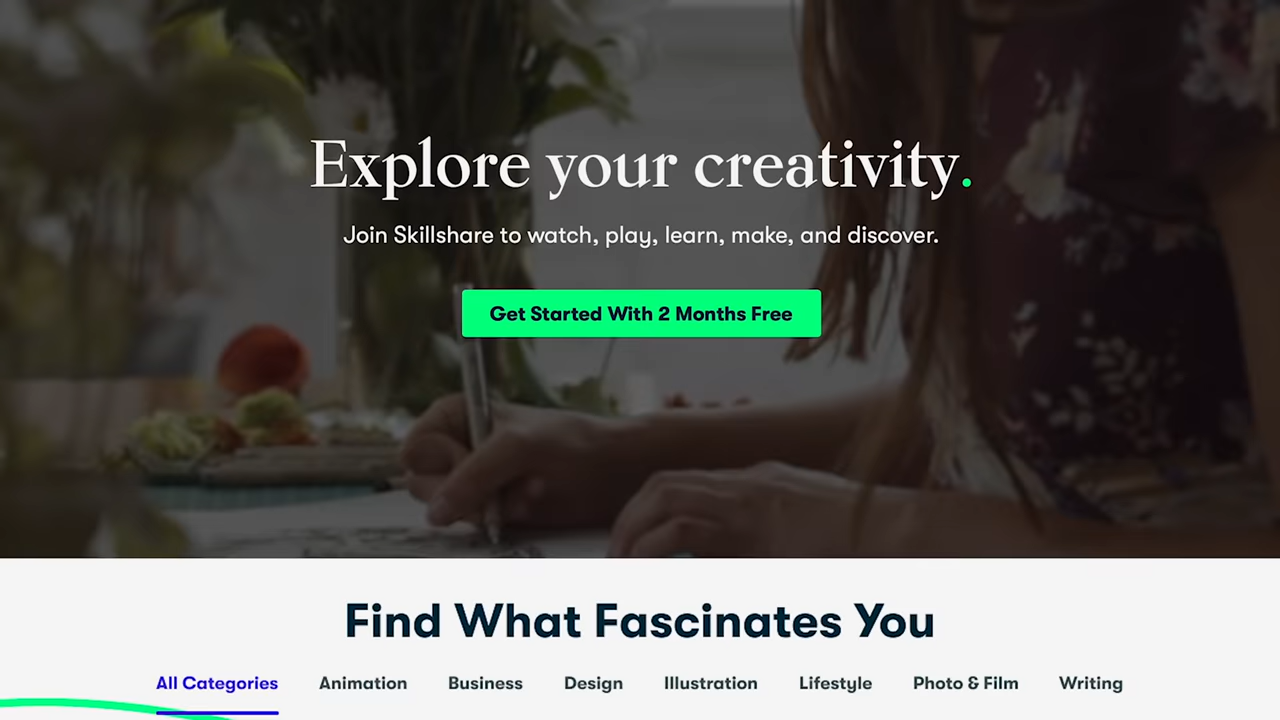 Explore your creativity.
Join Skillshare to watch, play, learn, make, and discover.
Get Started With 2 Months Free
Find What Fascinates You
All Categories Animation Business Design Illustration Lifestyle Photo & Film Writing